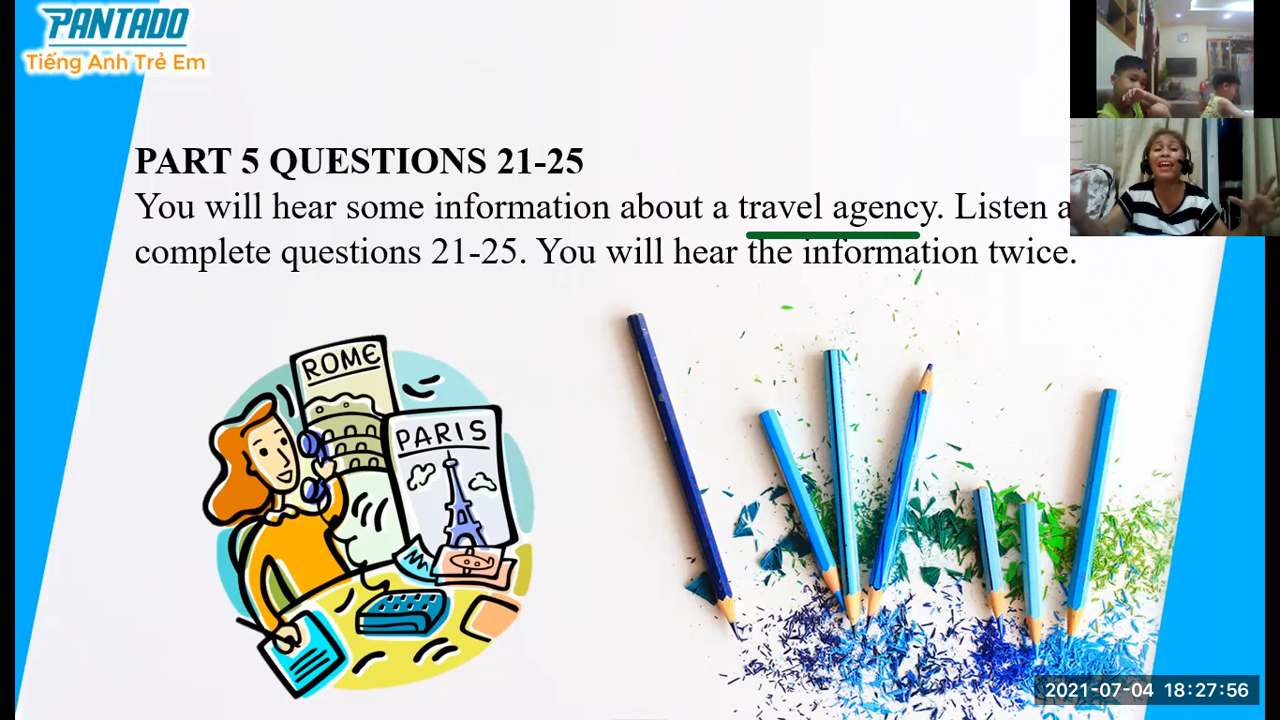 PANTADO
Tiếng Anh Trẻ Em
PART 5 QUESTIONS 21-25
You will hear some information about a travel agency. Listen
complete questions 21-25. You will hear the information twice.
ROME
PARIS
2021-07-04 18:27:56